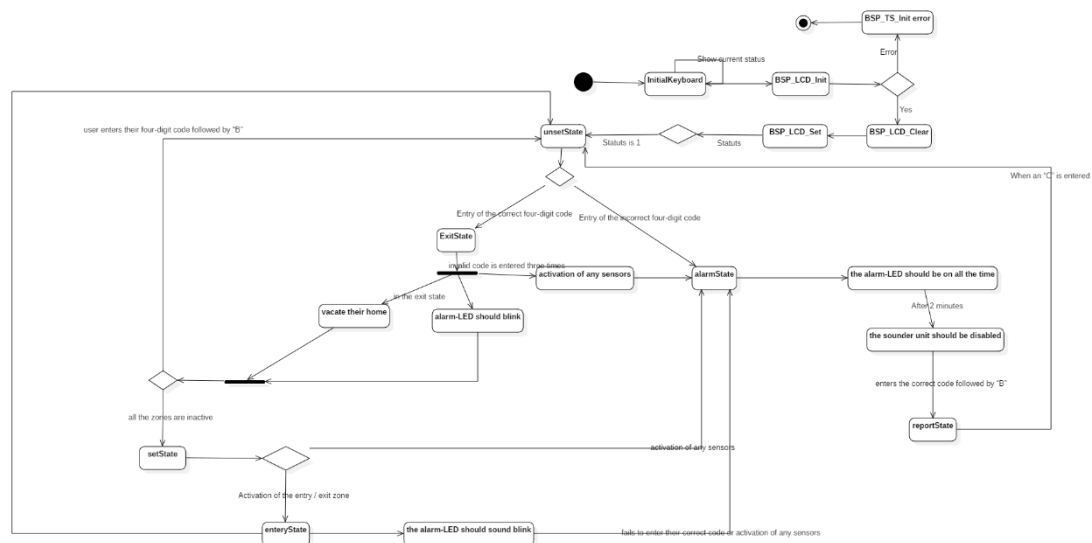 BSP_TS_Init error
Error
Show current status
InitialKeyboard
BSP_LCD_Init
Yes
user enters their four-digit code followed by "B"
unsetState
Statuts is 1
Statuts
BSP_LCD_Set
BSP_LCD_Clear
When an "C" is entered
Entry of the correct four-digit code
Entry of the incorrect four-digit code
ExitState
invalid code is entered three times
activation of any sensors
alarmState
the alarm-LED should be on all the time
in the exit state
After 2 minutes
vacate their home
alarm-LED should blink
the sounder unit should be disabled
enters the correct code followed by "B"
all the zones are inactive
reportState
setState
activation of any sensors
Activation of the entry / exit zone
enteryState
the alarm-LED should sound blink
fails to enter their correct code or activation of any sensors